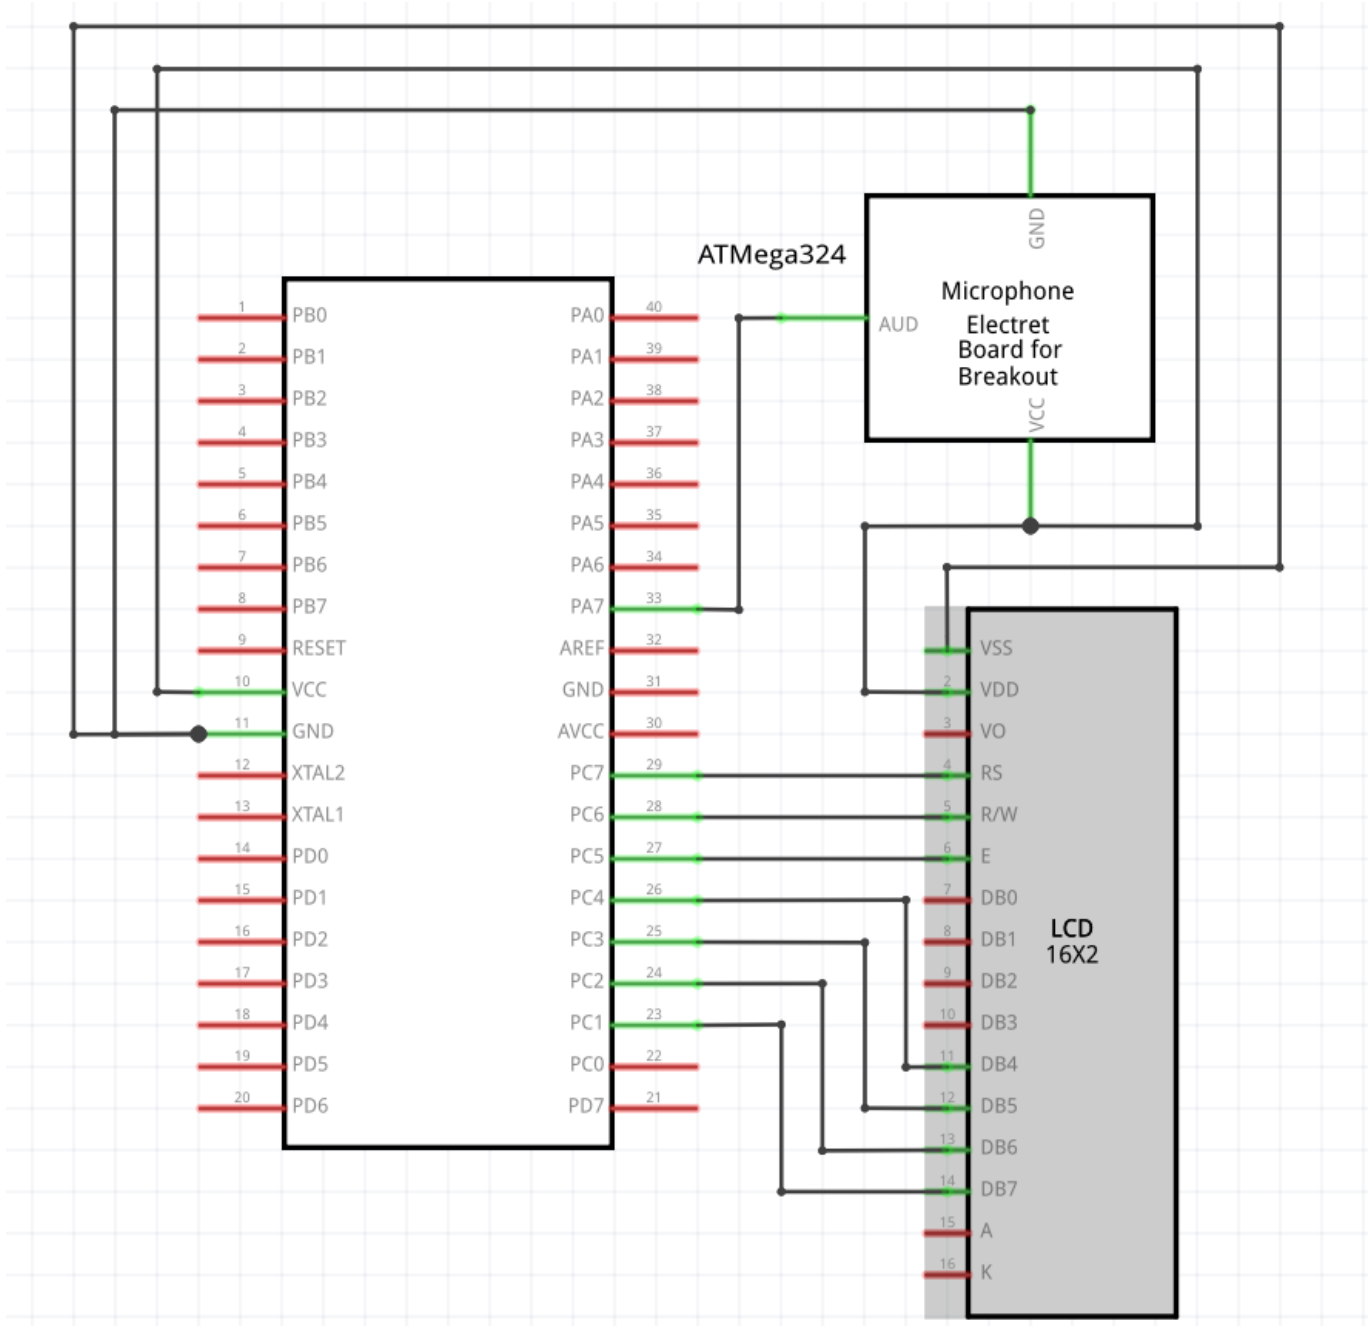 ATMega324
GND
Microphone
Electret
Board for
Breakout
AUD
VCC
1 PB0 PA0 40
2 PB1 PA1 39
3 PB2 PA2 38
4 PB3 PA3 37
5 PB4 PA4 36
6 PB5 PA5 35
7 PB6 PA6 34
8 PB7 PA7 33
9 RESET AREF 32
10 VCC GND 31
11 GND AVCC 30
12 XTAL2 PC7 29
13 XTAL1 PC6 28
14 PD0 PC5 27
15 PD1 PC4 26
16 PD2 PC3 25
17 PD3 PC2 24
18 PD4 PC1 23
19 PD5 PC0 22
20 PD6 PD7 21
VSS
2 VDD
3 VO
4 RS
5 R/W
6 E
7 DB0
8 DB1
9 DB2
10 DB3
11 DB4
12 DB5
13 DB6
14 DB7
15 A
16 K
LCD
16X2